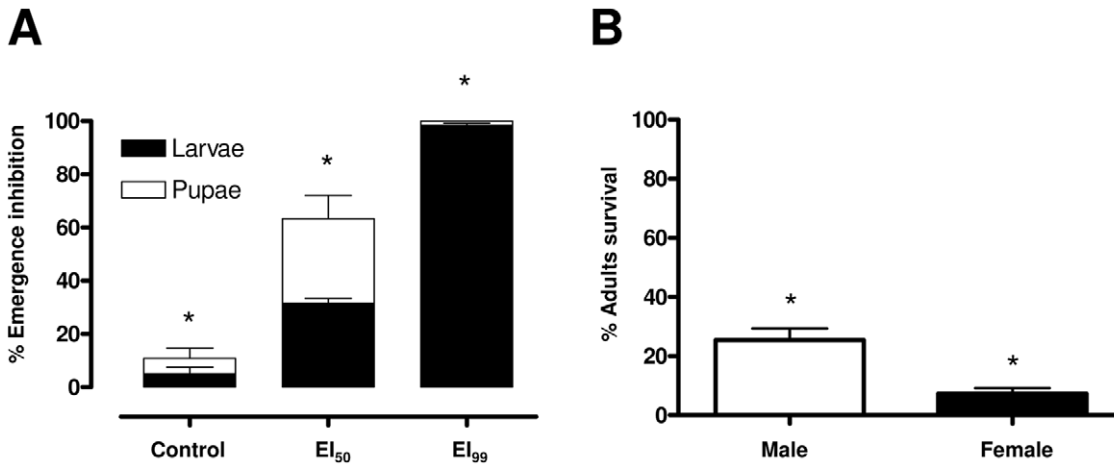 A
% Emergence inhibition
100
80
60
40
20
0
Larvae
Pupae
*
*
*
Control
EI₅₀
EI₉₉
B
% Adults survival
100
80
60
40
20
0
*
*
Male
Female